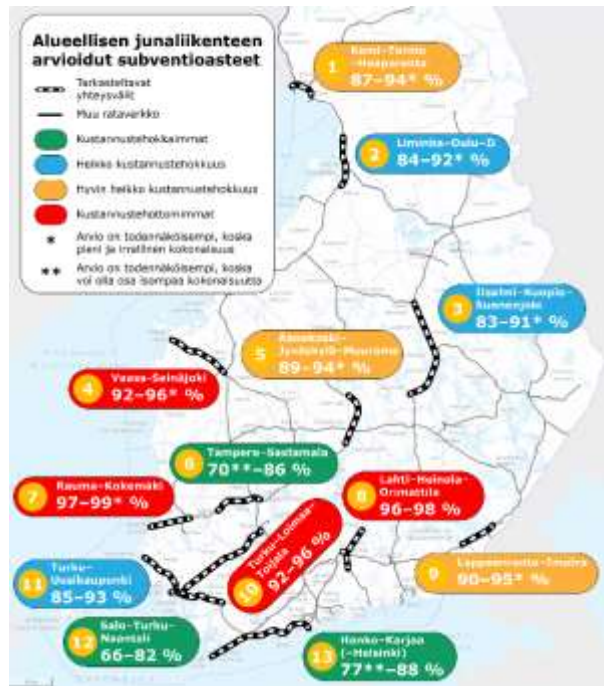 Alueellisen junaliikenteen
arvioidut subventioasteet
Tarkasteltavat
yhteysvälit
Muu rataverkko
Kustannustehokkaimmat
Heikko kustannustehokkuus
Hyvin heikko kustannustehokkuus
Kustannustehottomimmat
* Arvio on todennäköisempi, koska
pieni ja irrallinen kokonaisuus
** Arvio on todennäköisempi, koska
voi olla osa isompaa kokonaisuutta
1 Kemi-Tornio
-Haaparanta
87–94* %
2 Liminka-Oulu-Ii
84–92* %
3 Iisalmi-Kuopio-
Suonenjoki
83–91* %
5 Äänekoski-
Jyväskylä-Muurame
89–94* %
4 Vaasa-Seinäjoki
92–96* %
6 Tampere-Sastamala
70**–86 %
7 Rauma-Kokemäki
97–99* %
8 Lahti-Heinola-
Orimattila
96–98 %
10 Turku-Loimaa-
Toijala
92–96 %
9 Lappeenranta-Imatra
90–95* %
11 Turku-
Uusikaupunki
85–93 %
12 Salo-Turku-
Naantali
66–82 %
13 Hanko-Karjaa
(-Helsinki)
77**–88 %